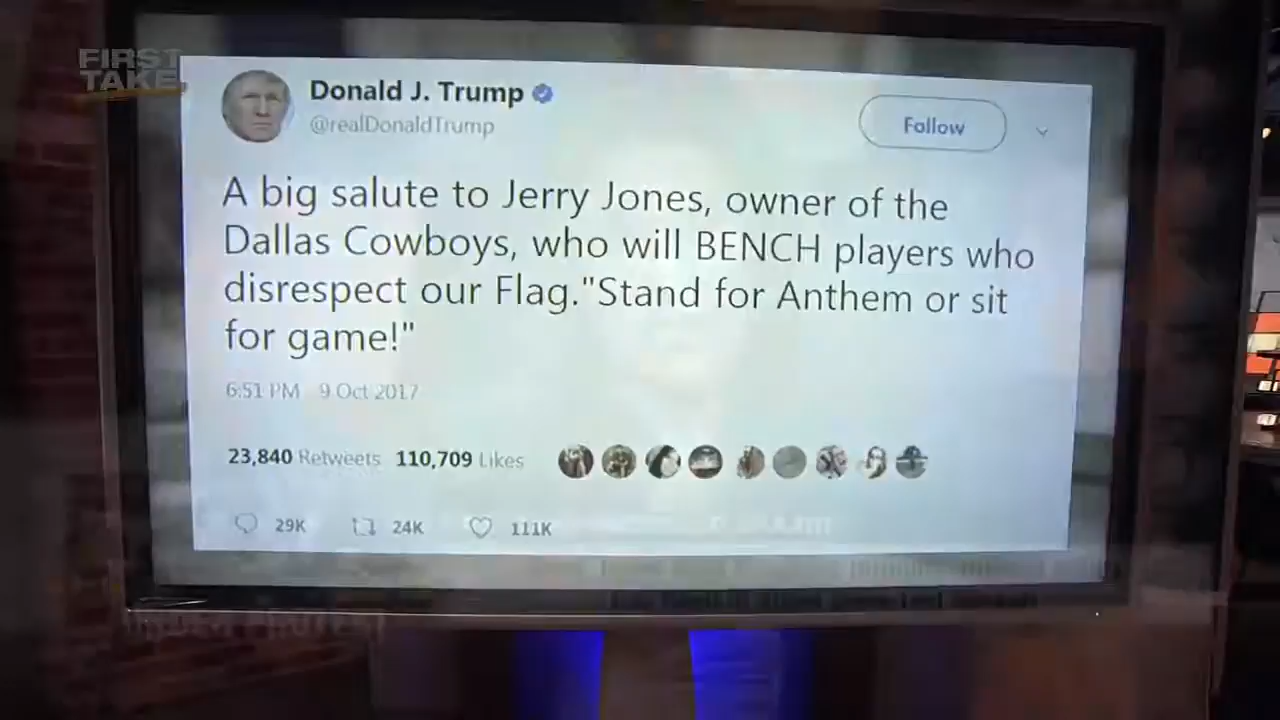 FIRST
TAKE
Donald J. Trump
@realDonaldTrump
Follow
A big salute to Jerry Jones, owner of the
Dallas Cowboys, who will BENCH players who
disrespect our Flag."Stand for Anthem or sit
for game!"
6:51 PM 9 Oct 2017
23,840 Retweets 110,709 Likes
29K 24K 111K